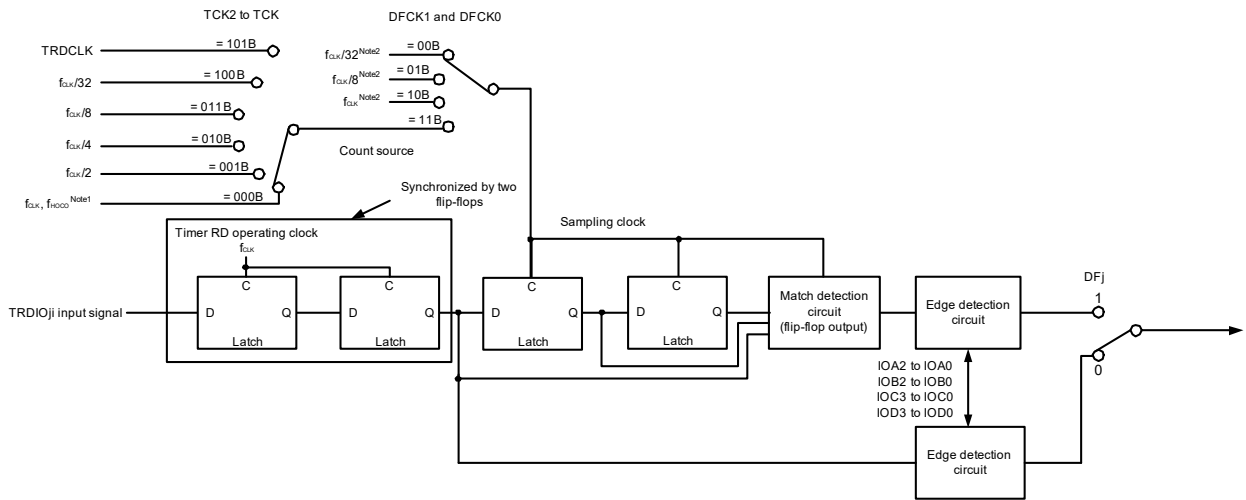 TCK2 to TCK
DFCK1 and DFCK0
TRDCLK
= 101B
fCLK/32
= 100B
fCLK/8
= 011B
fCLK/4
= 010B
fCLK/2
= 001B
fCLK, fHOCO Note1
= 000B
fCLK/32 Note2
= 00B
fCLK/8 Note2
= 01B
fCLK Note2
= 10B
= 11B
Count source
Synchronized by two
flip-flops
Sampling clock
Timer RD operating clock
fCLK
TRDIOji input signal
C
D
Q
Latch
C
D
Q
Latch
C
D
Q
Latch
C
D
Q
Latch
Match detection
circuit
(flip-flop output)
Edge detection
circuit
DFj
1
0
IOA2 to IOA0
IOB2 to IOB0
IOC3 to IOC0
IOD3 to IOD0
Edge detection
circuit